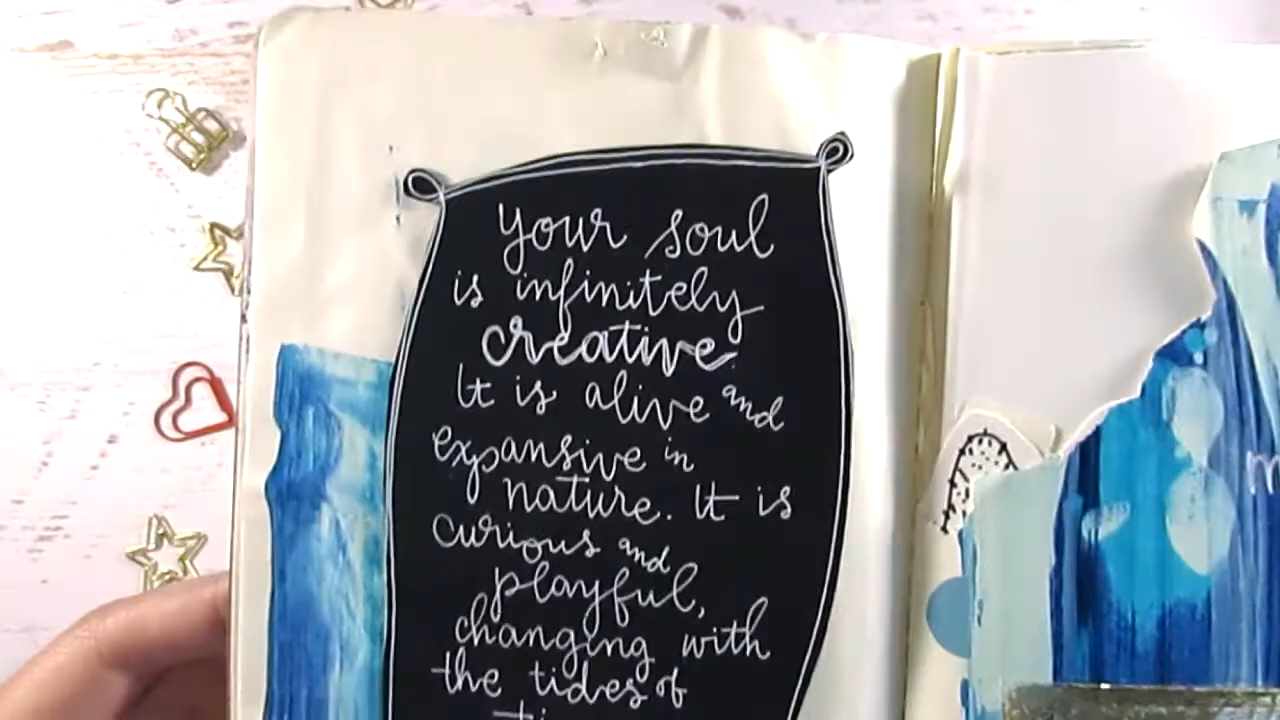 your soul
is infinitely
creative.
It is alive and
expansive in
nature. It is
curious and
playful,
changing with
the tides of